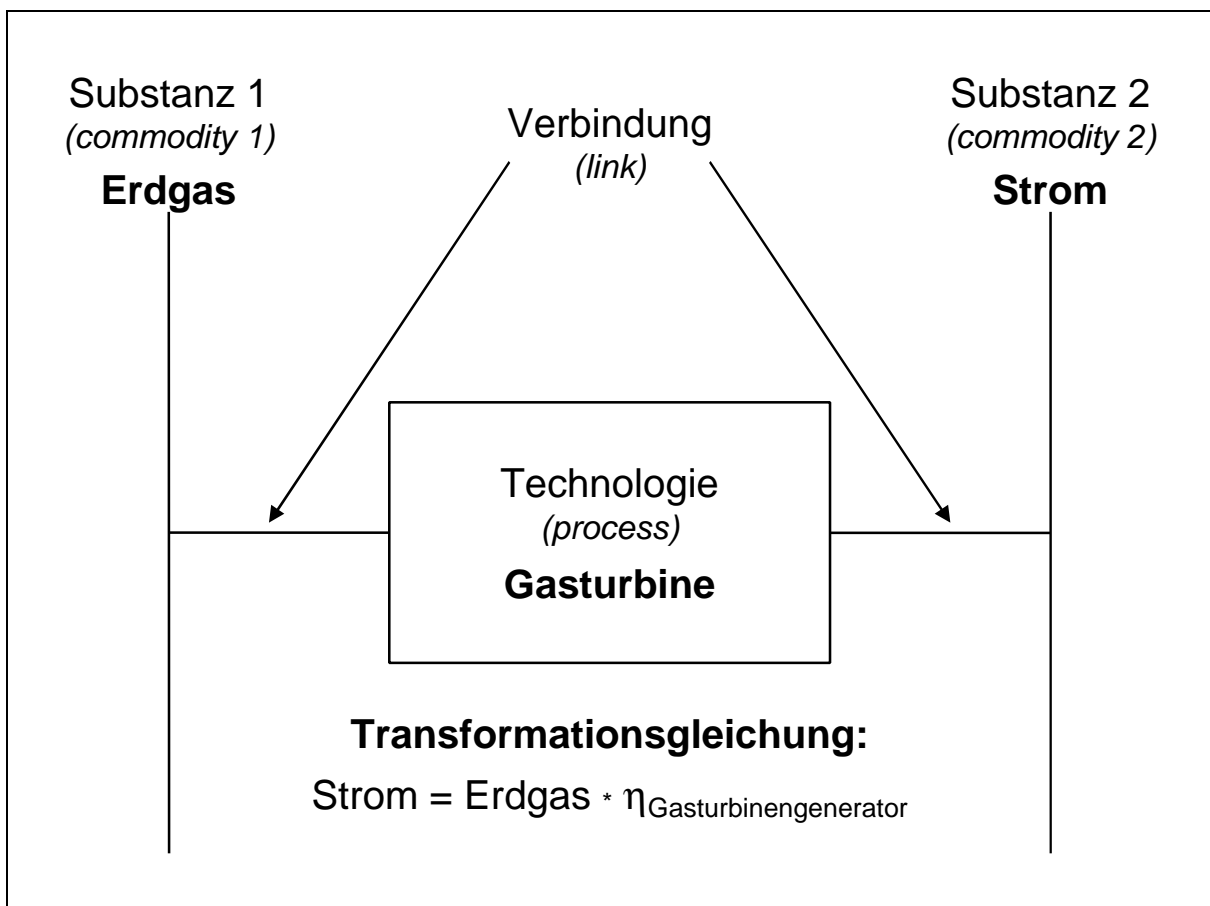 Substanz 1
(commodity 1)
Erdgas
Verbindung
(link)
Substanz 2
(commodity 2)
Strom
Technologie
(process)
Gasturbine
Transformationsgleichung:
Strom = Erdgas * ηGasturbinengenerator